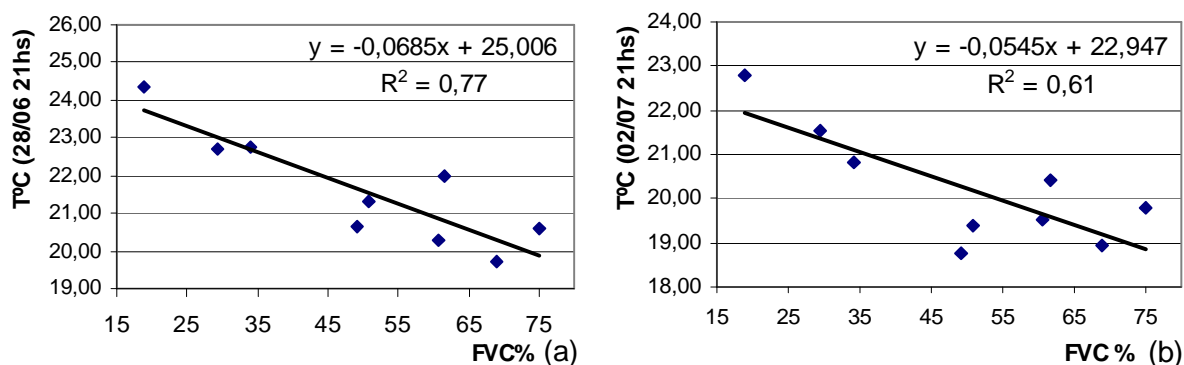 26,00
25,00
24,00
23,00
22,00
21,00
20,00
19,00
TºC (28/06 21hs)
y = -0,0685x + 25,006
R² = 0,77
15 25 35 45 55 65 75
FVC% (a)
24,00
23,00
22,00
21,00
20,00
19,00
18,00
TºC (02/07 21hs)
y = -0,0545x + 22,947
R² = 0,61
15 25 35 45 55 65 75
FVC % (b)